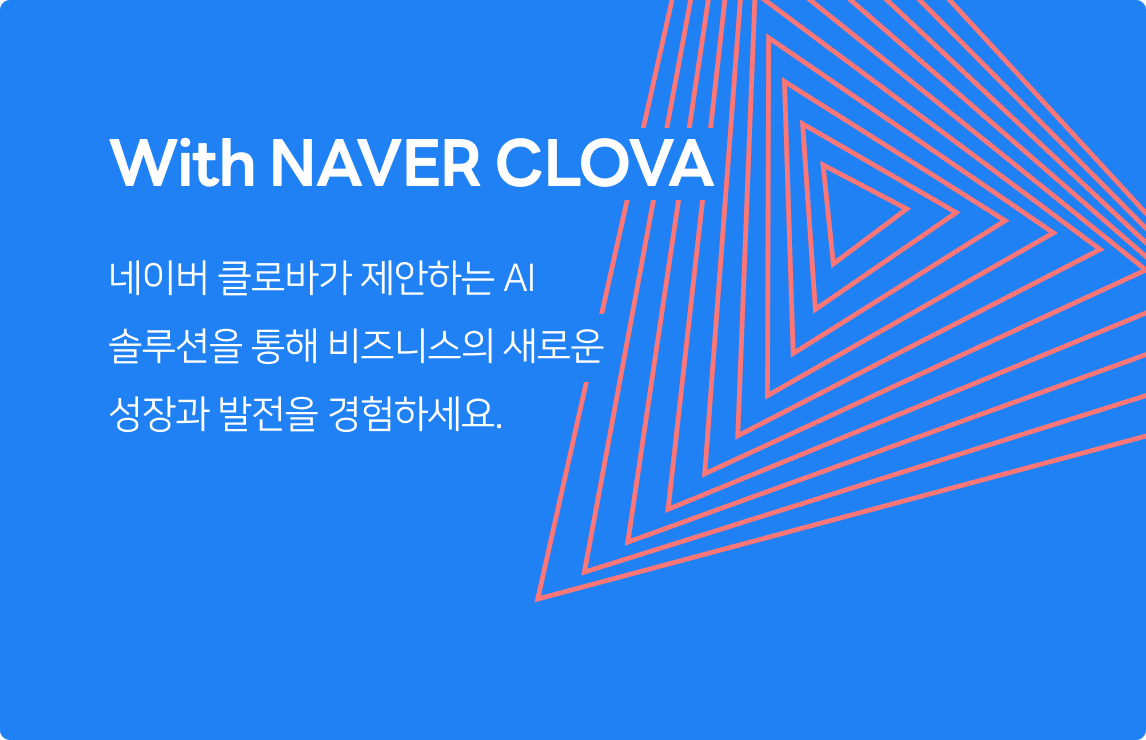 With NAVER CLOVA
네이버 클로바가 제안하는 AI
솔루션을 통해 비즈니스의 새로운
성장과 발전을 경험하세요.